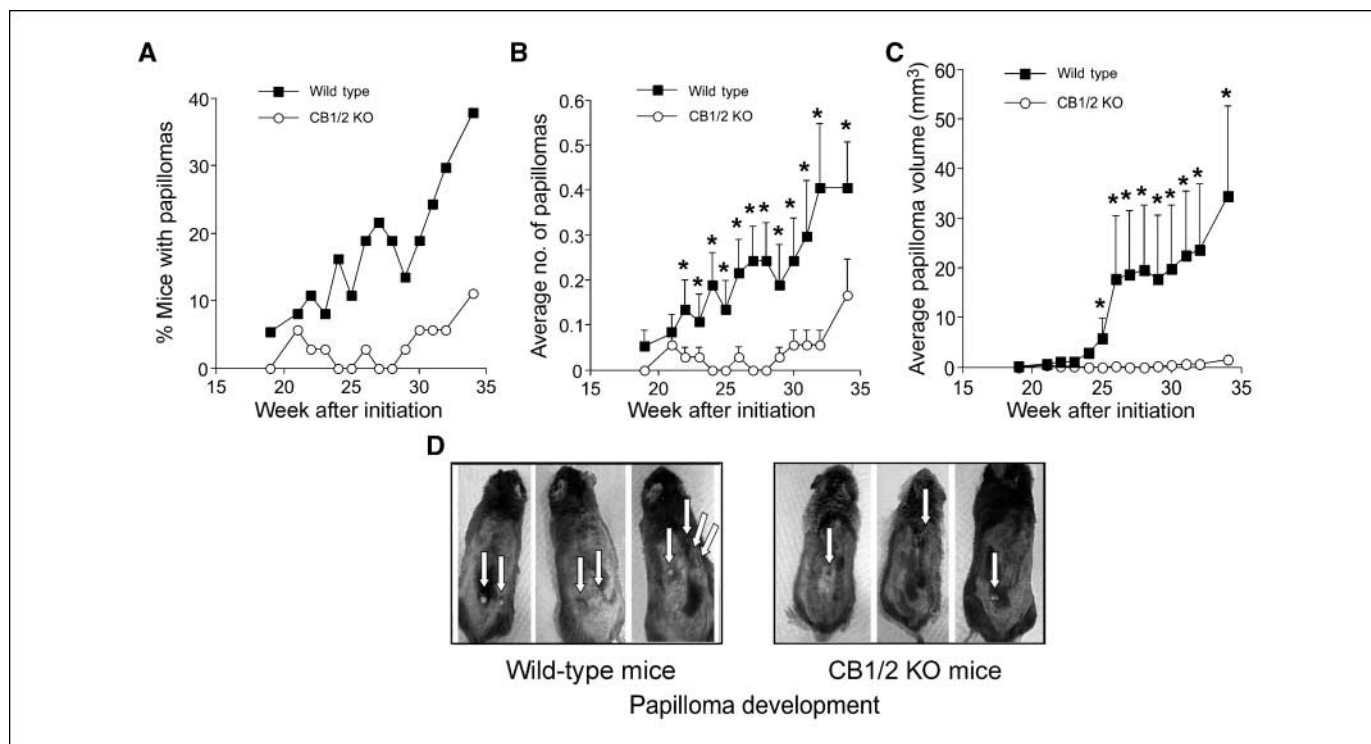 A
Wild type
CB1/2 KO
% Mice with papillomas
40
30
20
10
0
15 20 25 30 35
Week after initiation
B
Wild type
CB1/2 KO
Average no. of papillomas
0.6
0.5
0.4
0.3
0.2
0.1
0
* * * * * * * * * * * *
15 20 25 30 35
Week after initiation
C
Wild type
CB1/2 KO
Average papilloma volume (mm³)
60
50
40
30
20
10
0
* * * * * * * * *
15 20 25 30 35
Week after initiation
D
Wild-type mice
CB1/2 KO mice
Papilloma development